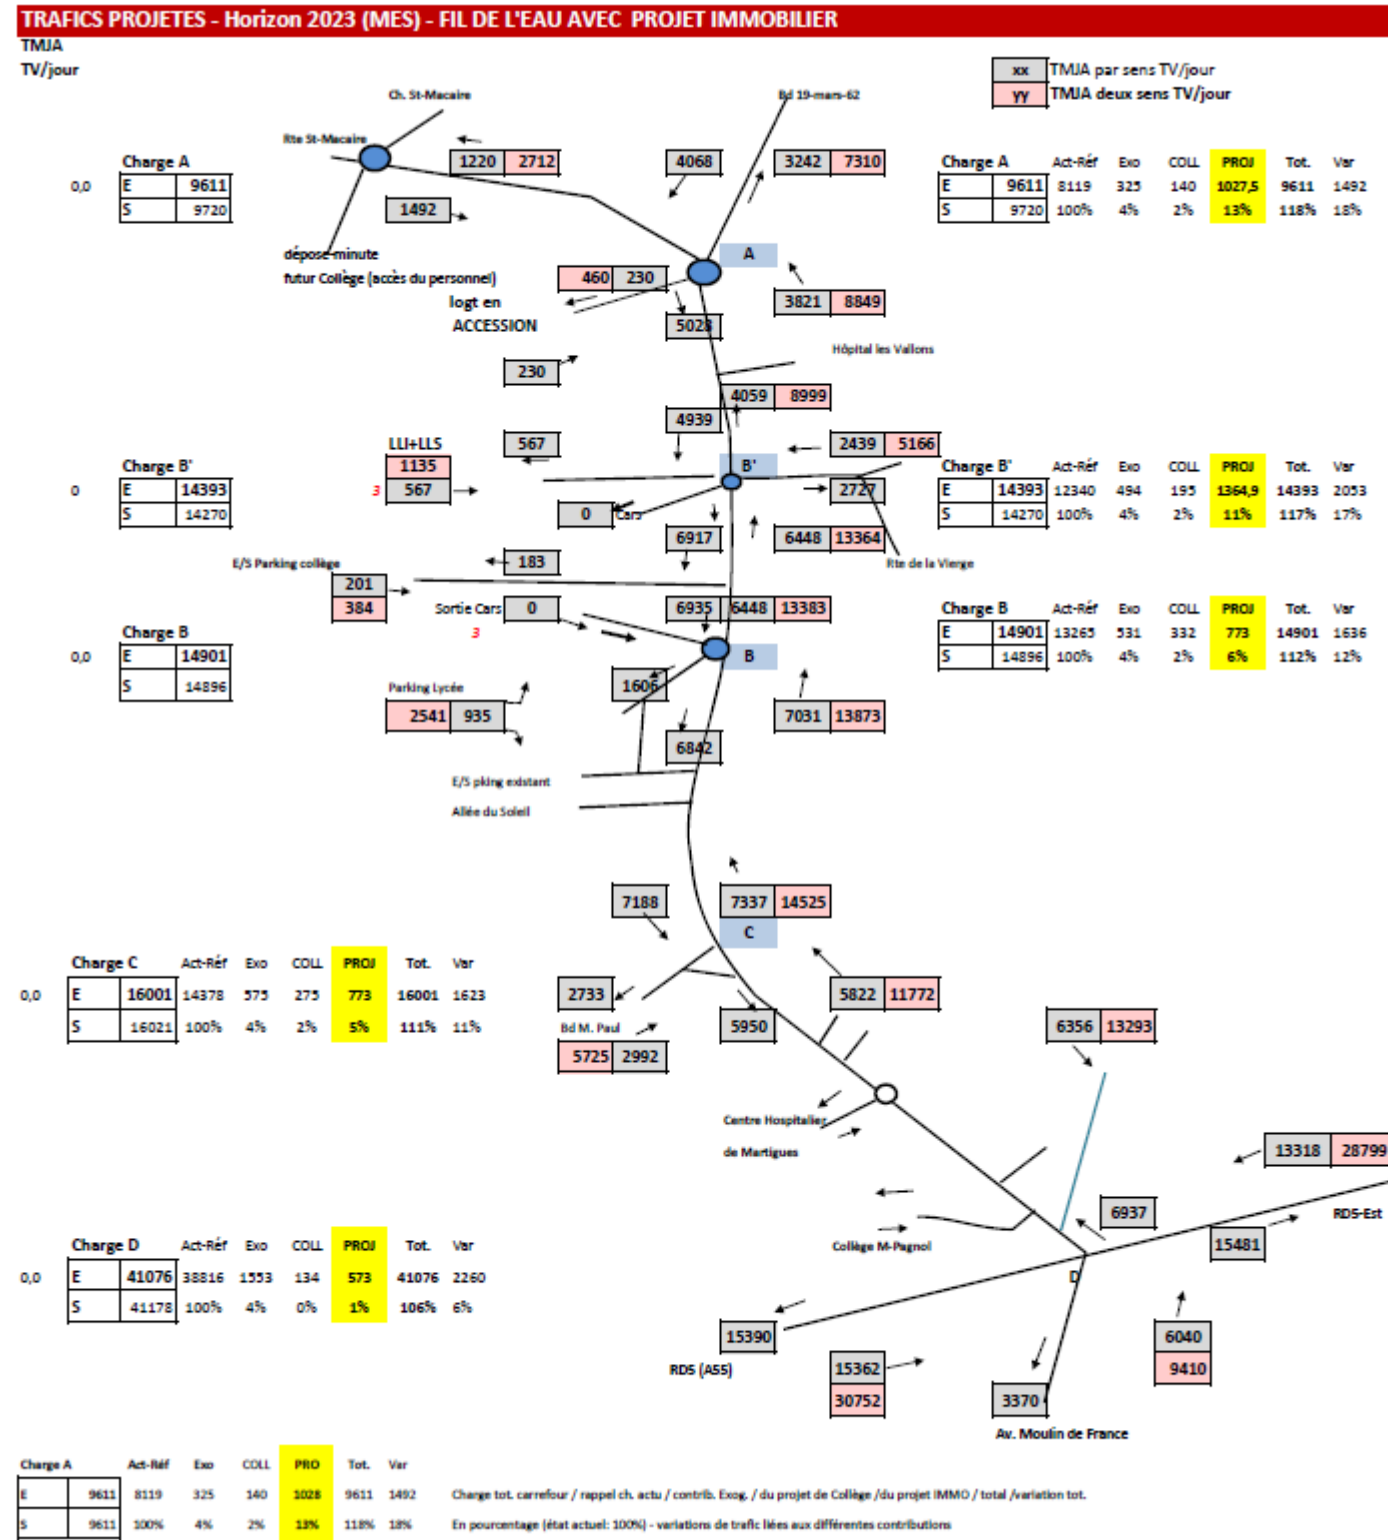 TRAFICS PROJETES - Horizon 2023 (MES) - FIL DE L'EAU AVEC PROJET IMMOBILIER
TMJA
TV/jour
xx TMJA par sens TV/jour
yy TMJA deux sens TV/jour
Ch. St-Macaire
Bd 19-mars-62
Rte St-Macaire
1220 2712
4068
3242 7310
Charge A
0,0 E 9611
S 9720
Charge A Act-Réf Exo COLL PROJ Tot. Var
E 9611 8119 325 140 1027,5 9611 1492
S 9720 100% 4% 2% 13% 118% 18%
1492
dépose-minute
futur Collège (accès du personnel)
A
460 230
logt en
ACCESSION
3821 8849
5028
Hôpital les Vallons
230
4059 8999
4939
LLI+LLS
567
2439 5166
1135
3 567
B'
2727
Charge B'
0 E 14393
S 14270
Charge B' Act-Réf Exo COLL PROJ Tot. Var
E 14393 12340 494 195 1364,9 14393 2053
S 14270 100% 4% 2% 11% 117% 17%
0 Cars
6917
6448 13364
Rte de la Vierge
E/S Parking collège
183
201
384
Sortie Cars 0
3
6935 6448 13383
Charge B
0,0 E 14901
S 14896
B
Charge B Act-Réf Exo COLL PROJ Tot. Var
E 14901 13265 531 332 773 14901 1636
S 14896 100% 4% 2% 6% 112% 12%
Parking Lycée
2541 935
1606
7031 13873
6842
E/S pking existant
Allée du Soleil
7188
7337 14525
C
Charge C Act-Réf Exo COLL PROJ Tot. Var
0,0 E 16001 14378 575 275 773 16001 1623
S 16021 100% 4% 2% 5% 111% 11%
2733
Bd M. Paul
5725 2992
5950
5822 11772
6356 13293
Centre Hospitalier
de Martigues
13318 28799
Collège M-Pagnol
6937
RD5-Est
15481
D
Charge D Act-Réf Exo COLL PROJ Tot. Var
0,0 E 41076 38816 1553 134 573 41076 2260
S 41178 100% 4% 0% 1% 106% 6%
15390
RD5 (A55)
15362
30752
6040
9410
3370
Av. Moulin de France
Charge A Act-Réf Exo COLL PRO Tot. Var
E 9611 8119 325 140 1028 9611 1492 Charge tot. carrefour / rappel ch. actu / contrib. Exog. / du projet de Collège /du projet IMMO / total /variation tot.
S 9611 100% 4% 2% 13% 118% 18% En pourcentage (état actuel: 100%) - variations de trafic liées aux différentes contributions